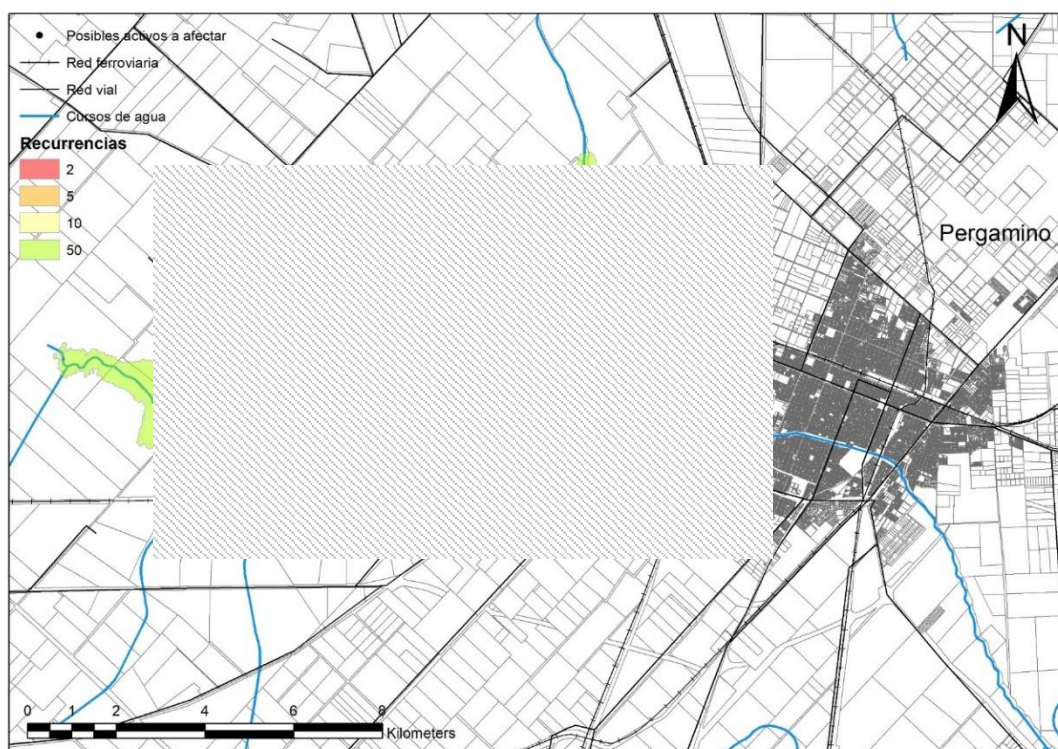 Posibles activos a afectar
Red ferroviaria
Red vial
Cursos de agua
Recurrencias
2
5
10
50
N
Pergamino
0 1 2 4 6 8
Kilometers